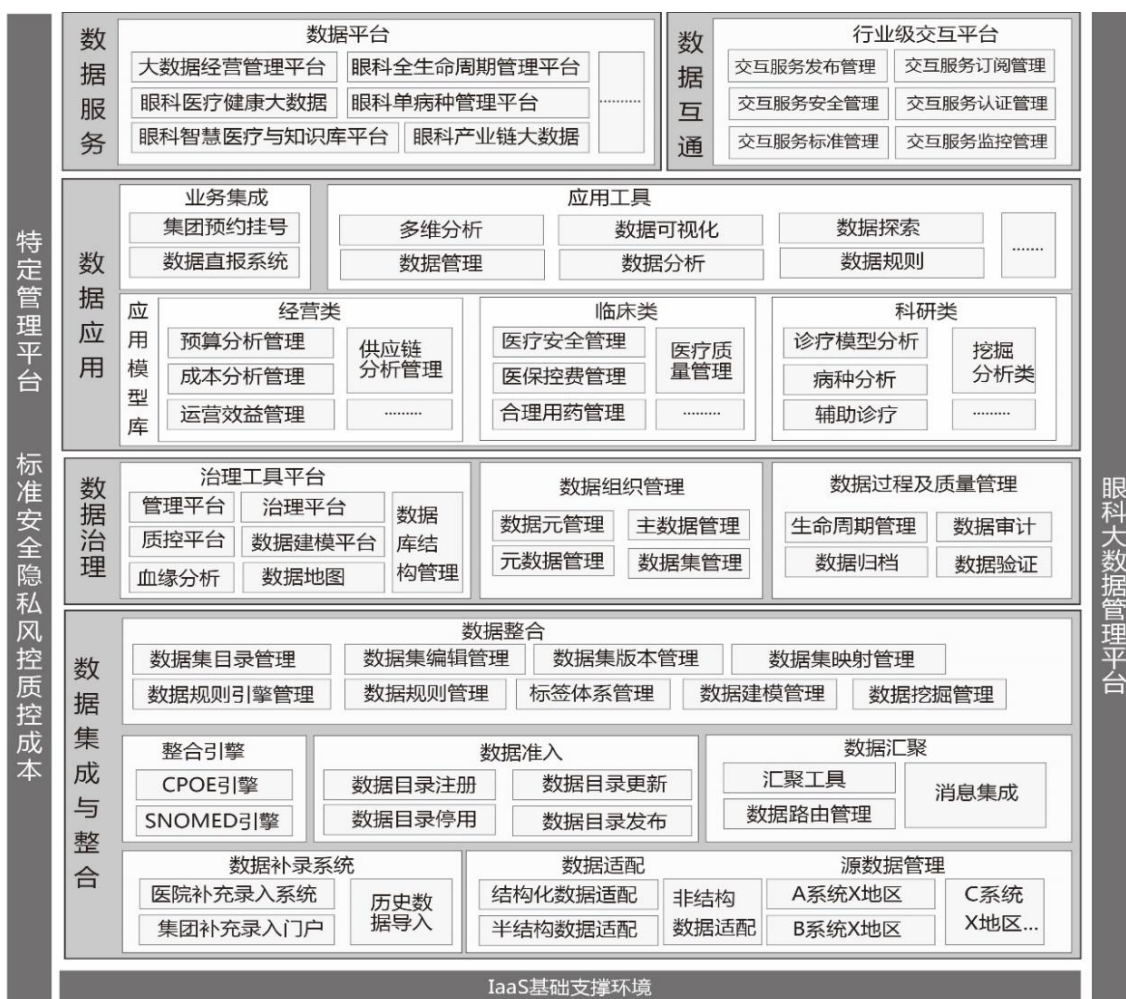 特定管理平台
标准安全隐私风控质控成本
数据服务
数据平台
大数据经营管理平台
眼科全生命周期管理平台
眼科医疗健康大数据
眼科单病种管理平台
眼科智慧医疗与知识库平台
眼科产业链大数据
.........
数据互通
行业级交互平台
交互服务发布管理
交互服务订阅管理
交互服务安全管理
交互服务认证管理
交互服务标准管理
交互服务监控管理
数据应用
业务集成
集团预约挂号
数据直报系统
应用工具
多维分析
数据可视化
数据探索
数据管理
数据分析
数据规则
.......
应用模型库
经营类
预算分析管理
成本分析管理
运营效益管理
供应链
分析管理
.........
临床类
医疗安全管理
医保控费管理
合理用药管理
医疗质
量管理
.........
科研类
诊疗模型分析
病种分析
辅助诊疗
挖掘
分析类
.........
数据治理
治理工具平台
管理平台
治理平台
质控平台
数据建模平台
血缘分析
数据地图
数据
库结
构管理
数据组织管理
数据元管理
主数据管理
元数据管理
数据集管理
数据过程及质量管理
生命周期管理
数据审计
数据归档
数据验证
数据集成与整合
数据整合
数据集目录管理
数据集编辑管理
数据集版本管理
数据集映射管理
数据规则引擎管理
数据规则管理
标签体系管理
数据建模管理
数据挖掘管理
整合引擎
CPOE引擎
SNOMED引擎
数据准入
数据目录注册
数据目录更新
数据目录停用
数据目录发布
数据汇聚
汇聚工具
数据路由管理
消息集成
数据补录系统
医院补充录入系统
集团补充录入门户
历史数
据导入
数据适配
结构化数据适配
半结构数据适配
非结构
数据适配
源数据管理
A系统X地区
B系统X地区
C系统
X地区...
眼科大数据管理平台
IaaS基础支撑环境